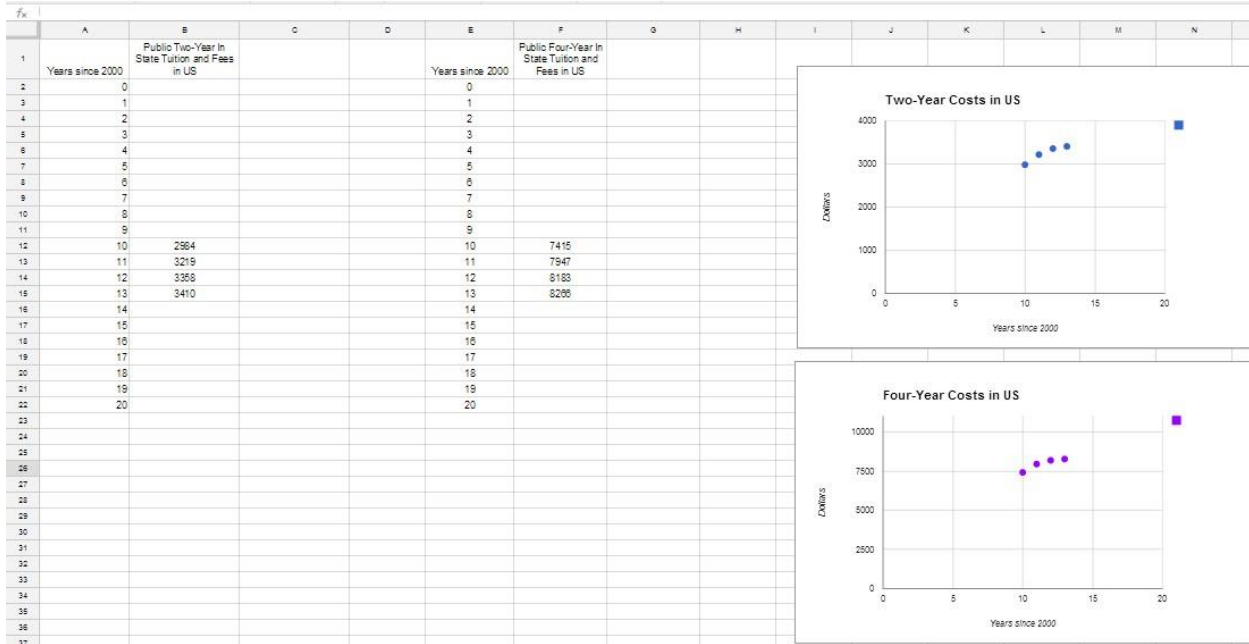 fx
A B C D E F G H I J K L M N
1 Years since 2000 Public Two-Year In State Tuition and Fees in US Years since 2000 Public Four-Year In State Tuition and Fees in US
2 0 0
3 1 1
4 2 2
5 3 3
6 4 4
7 5 5
8 6 6
9 7 7
10 8 8
11 9 9
12 10 2984 10 7415
13 11 3219 11 7947
14 12 3358 12 8183
15 13 3410 13 8266
16 14 14
17 15 15
18 16 16
19 17 17
20 18 18
21 19 19
22 20 20
23
24
25
26
27
28
29
30
31
32
33
34
35
36
37
Two-Year Costs in US
4000
3000
2000
1000
0
Dollars
0 5 10 15 20
Years since 2000
Four-Year Costs in US
10000
7500
5000
2500
0
Dollars
0 5 10 15 20
Years since 2000